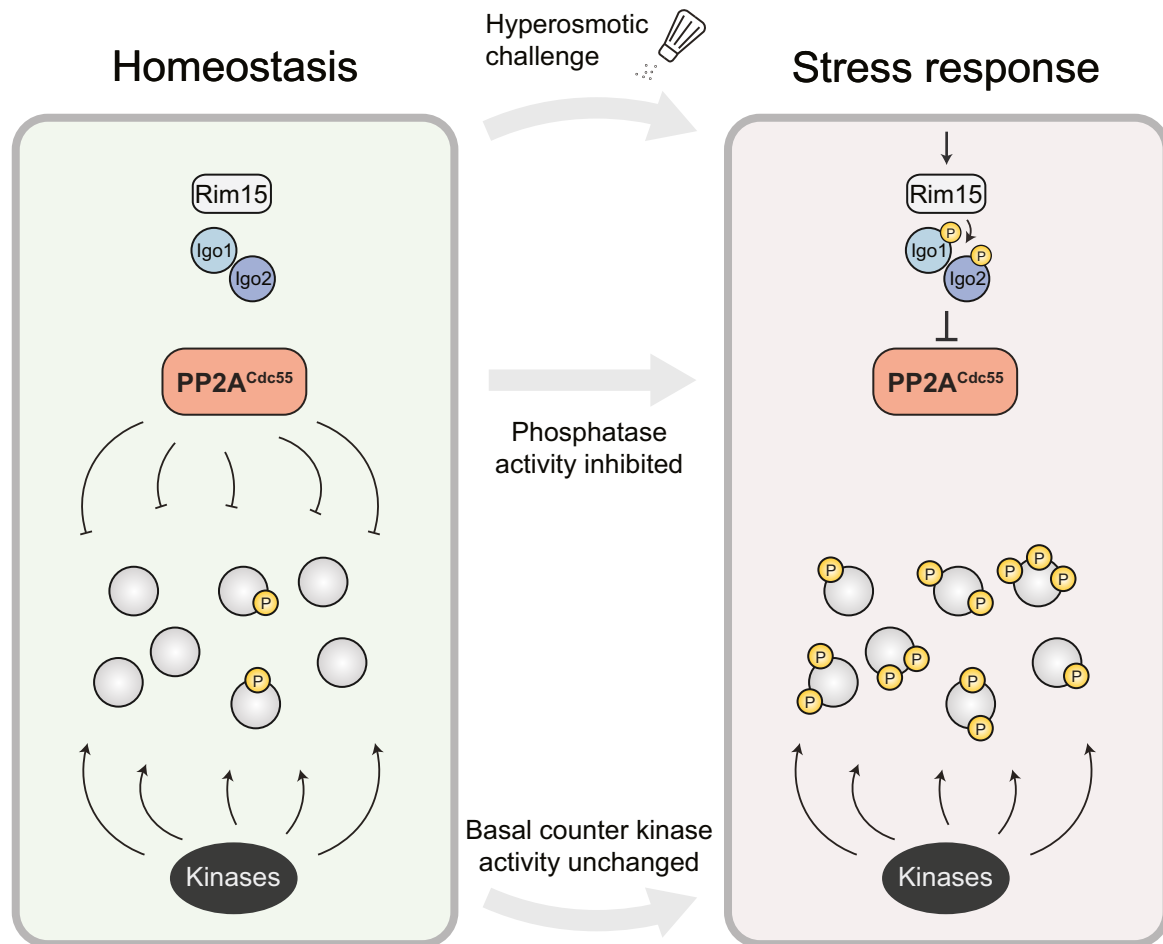 Hyperosmotic
challenge
Homeostasis
Stress response
Rim15
Igo1
Igo2
PP2ACdc55
P
P
Kinases
Phosphatase
activity inhibited
Basal counter kinase
activity unchanged
Rim15
P
Igo1
P
Igo2
PP2ACdc55
P
P
P
P
P
P
P
P
P
P
P
P
P
Kinases